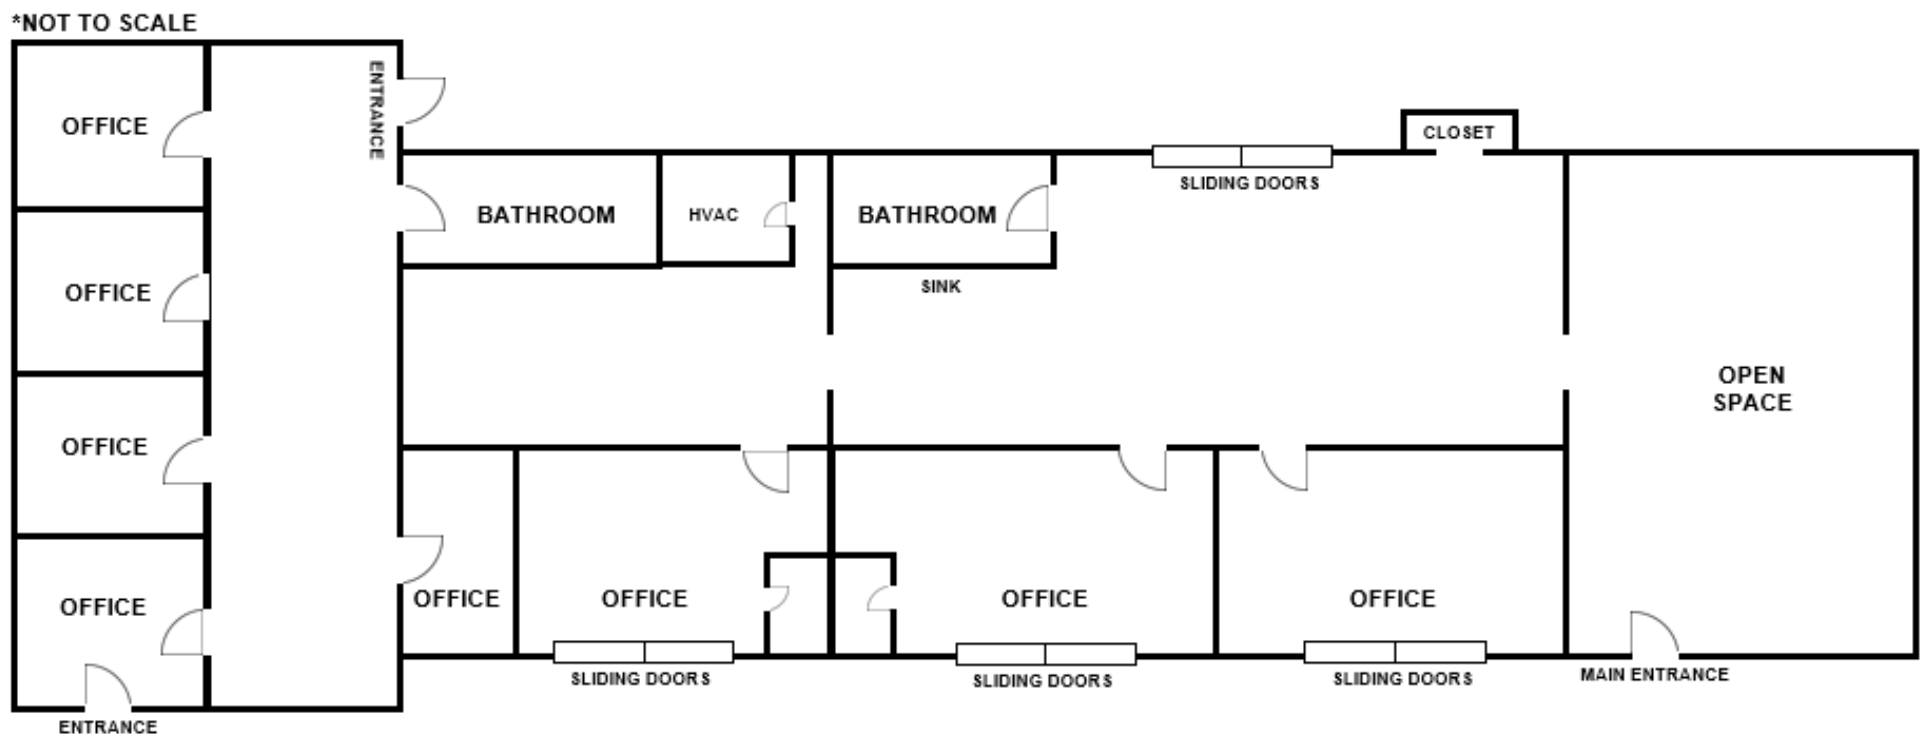 *NOT TO SCALE
ENTRANCE
OFFICE
CLOSET
SLIDING DOORS
BATHROOM
HVAC
BATHROOM
SINK
OFFICE
OPEN
SPACE
OFFICE
OFFICE
OFFICE
OFFICE
OFFICE
OFFICE
SLIDING DOORS
SLIDING DOORS
SLIDING DOORS
MAIN ENTRANCE
ENTRANCE